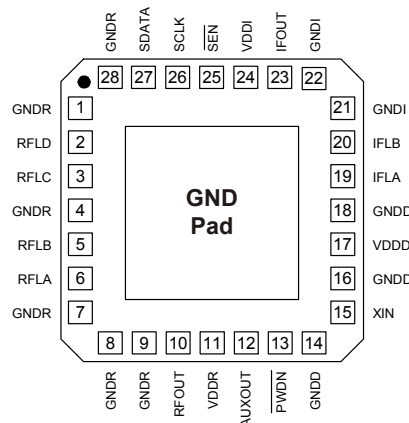 GNDR
SDATA
SCLK
SEN
VDDI
IFOUT
GNDI
28
27
26
25
24
23
22
GNDR
1
21
GNDI
RFLD
2
20
IFLB
RFLC
3
19
IFLA
GND
Pad
GNDR
4
18
GNDD
RFLB
5
17
VDDD
RFLA
6
16
GNDD
GNDR
7
15
XIN
8
9
10
11
12
13
14
GNDR
GNDR
RFOUT
VDDR
AUXOUT
PWDN
GNDD